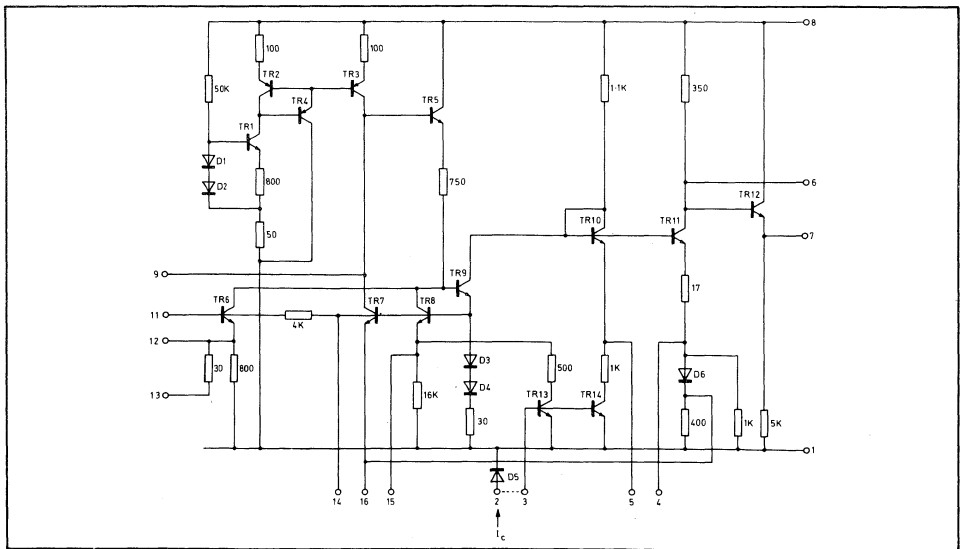 8
100
100
TR2
TR3
TR4
TR5
50K
1·1K
350
TR1
D1
D2
800
750
6
TR12
50
TR10
TR11
7
9
TR9
17
TR6
TR7
TR8
11
4K
12
D3
30
800
500
D6
13
16K
D4
1K
TR13
TR14
30
400
1K
5K
1
D5
14
16
15
2
3
5
4
Ic